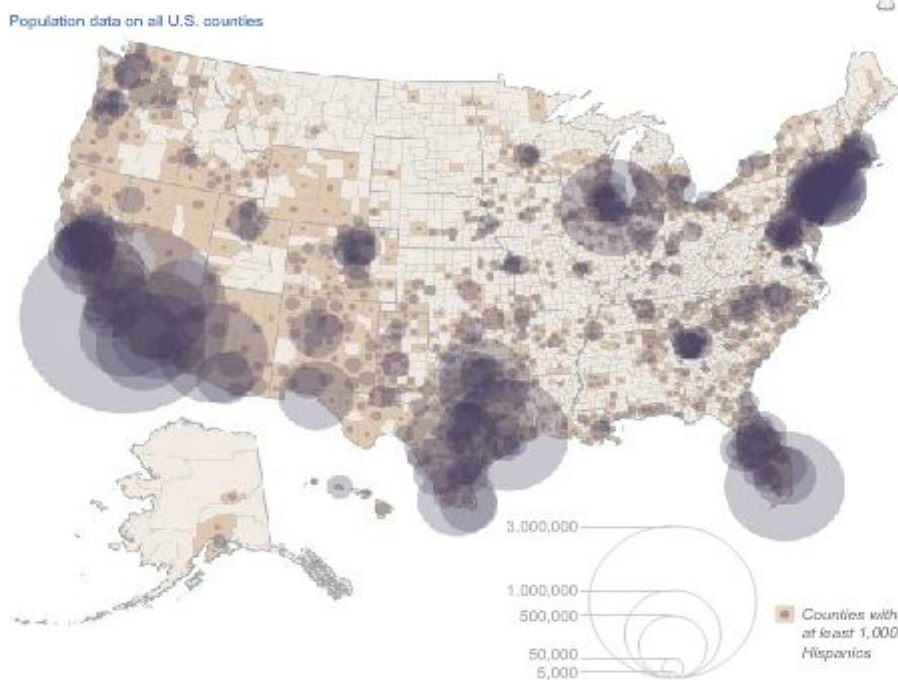 Population data on all U.S. counties
3,000,000
1,000,000
500,000
50,000
5,000
Counties with
at least 1,000
Hispanics